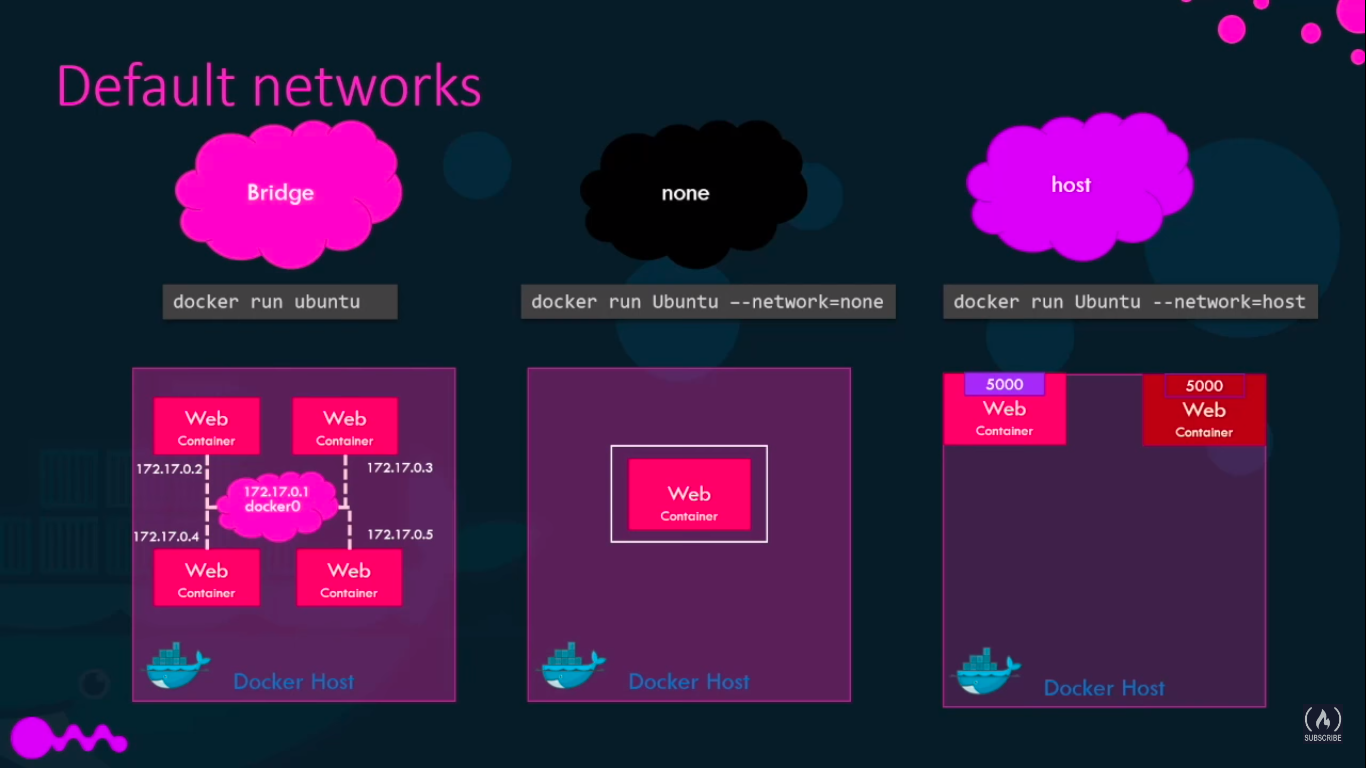 Default networks
Bridge
none
host
docker run ubuntu
docker run Ubuntu --network=none
docker run Ubuntu --network=host
Web
Container
Web
Container
172.17.0.2
172.17.0.3
172.17.0.1
docker0
172.17.0.4
172.17.0.5
Web
Container
Web
Container
Docker Host
Web
Container
Docker Host
5000
Web
Container
5000
Web
Container
Docker Host
SUBSCRIBE